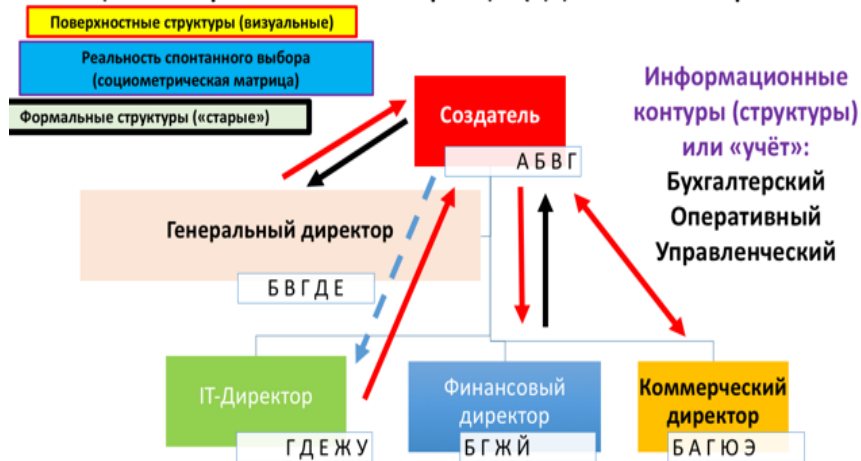 Поверхностные структуры (визуальные)
Реальность спонтанного выбора
(социометрическая матрица)
Формальные структуры («старые»)
Создатель
А Б В Г
Информационные
контуры (структуры)
или «учёт»:
Бухгалтерский
Оперативный
Управленческий
Генеральный директор
Б В Г Д Е
IT-Директор
Г Д Е Ж У
Финансовый
директор
Б Г Ж Й
Коммерческий
директор
Б А Г Ю Э